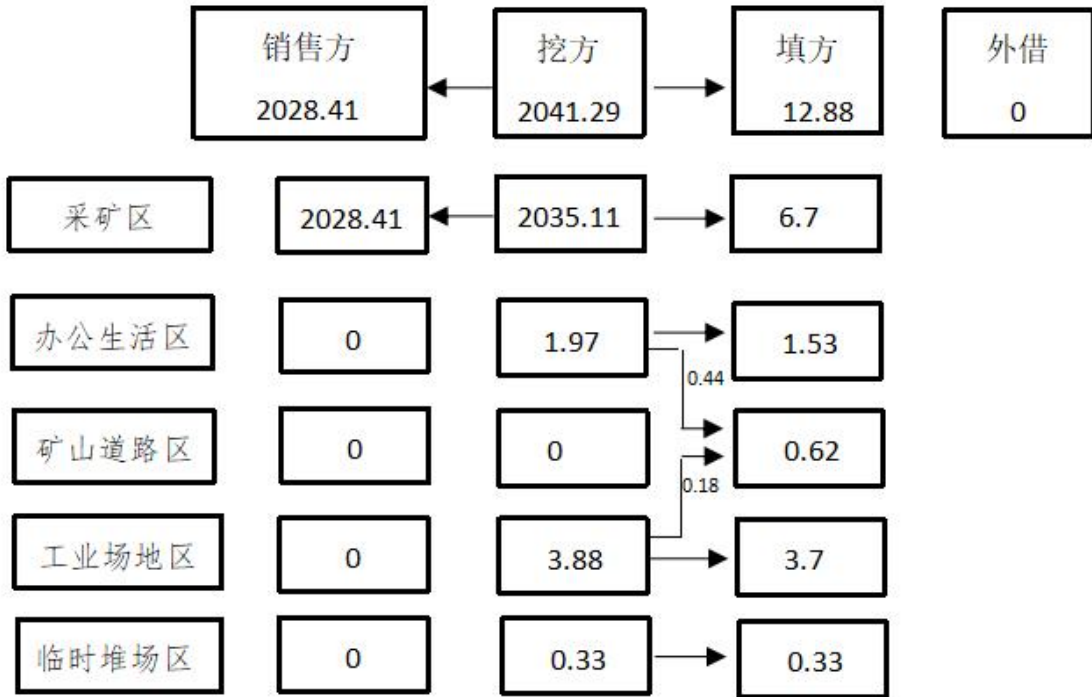 销售方 挖方 填方 外借
2028.41 2041.29 12.88 0
采矿区 2028.41 2035.11 6.7
办公生活区 0 1.97 1.53
0.44
矿山道路区 0 0 0.62
0.18
工业场地区 0 3.88 3.7
临时堆场区 0 0.33 0.33